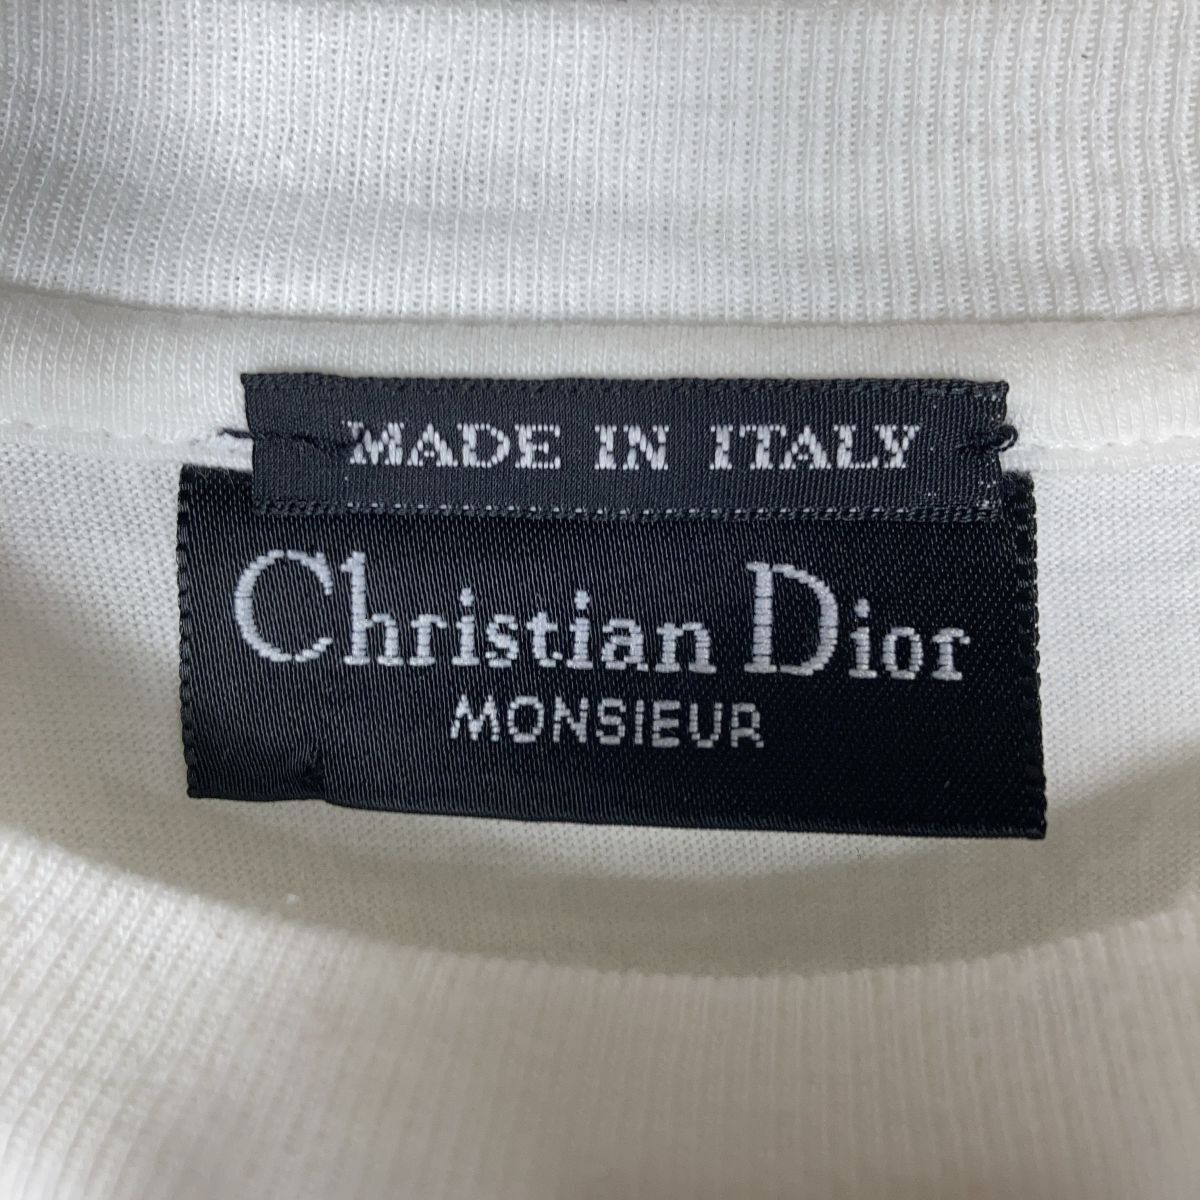 MADE IN ITALY
Christian Dior
MONSIEUR